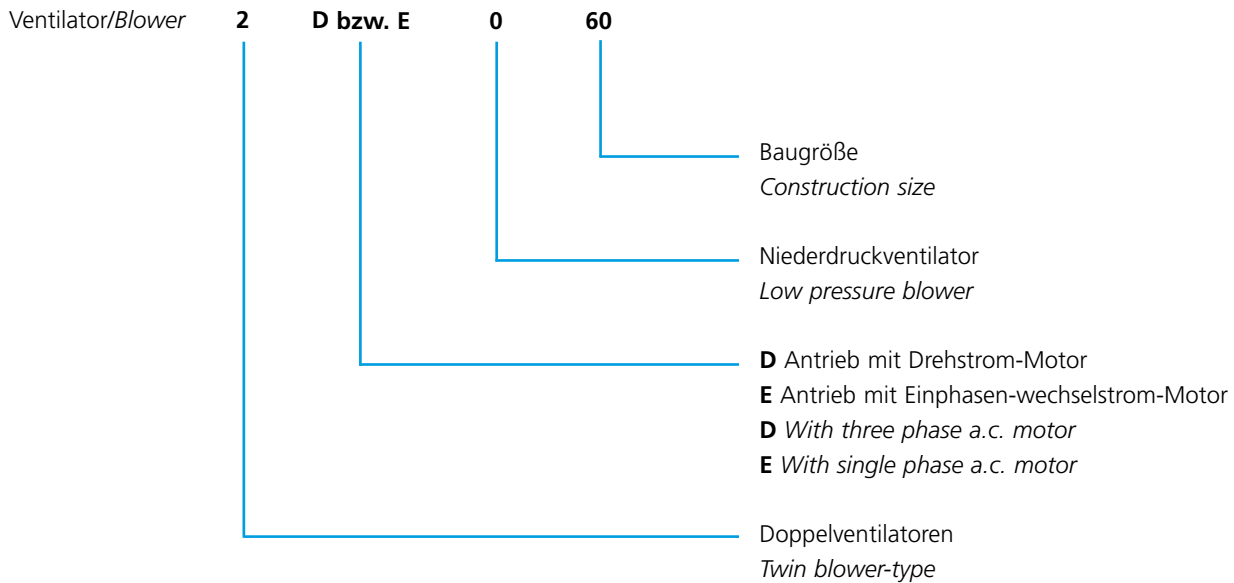 Ventilator/Blower 2 D bzw. E 0 60
Baugröße
Construction size
Niederdruckventilator
Low pressure blower
D Antrieb mit Drehstrom-Motor
E Antrieb mit Einphasen-wechselstrom-Motor
D With three phase a.c. motor
E With single phase a.c. motor
Doppelventilatoren
Twin blower-type